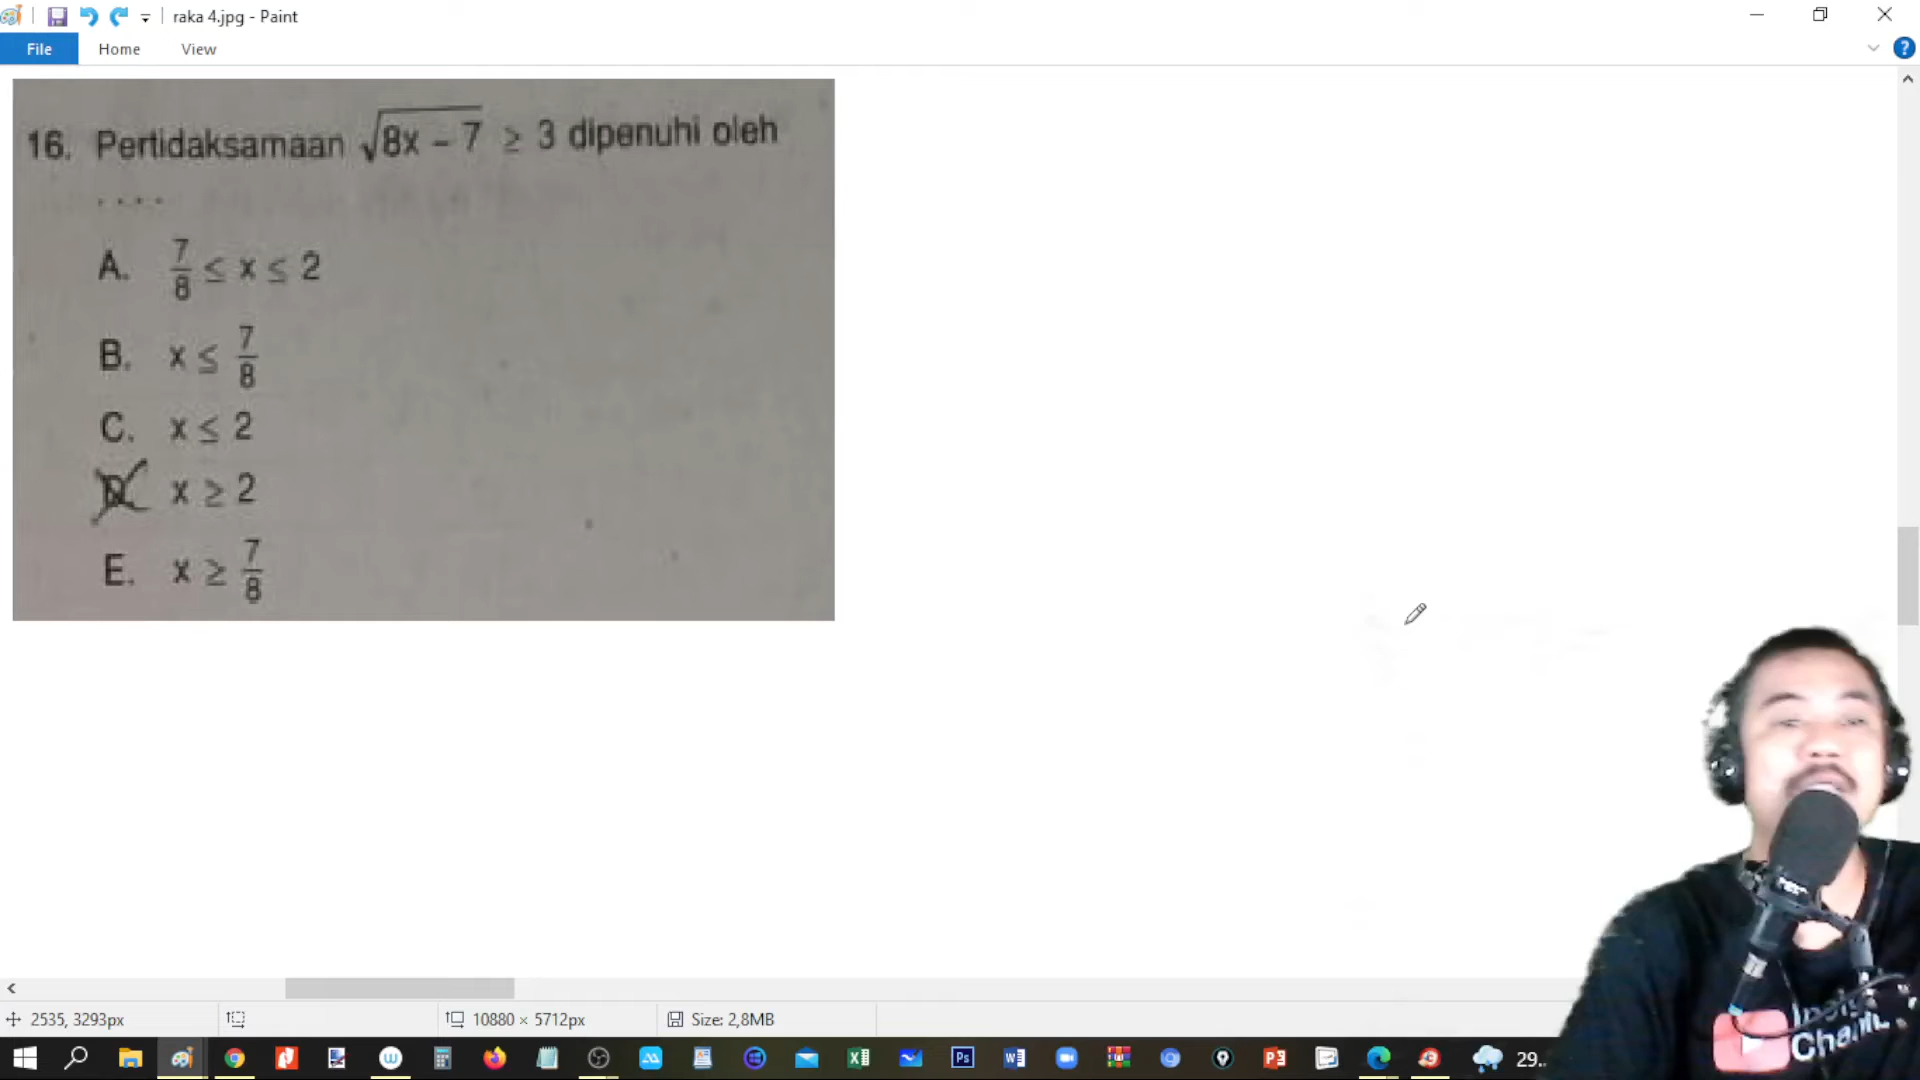 raka 4.jpg - Paint
File Home View
16. Pertidaksamaan √8x – 7 ≥ 3 dipenuhi oleh
. . . .
A. 7/8 ≤ x ≤ 2
B. x ≤ 7/8
C. x ≤ 2
D. x ≥ 2
E. x ≥ 7/8
2535, 3293px 10880 × 5712px Size: 2,8MB
29..